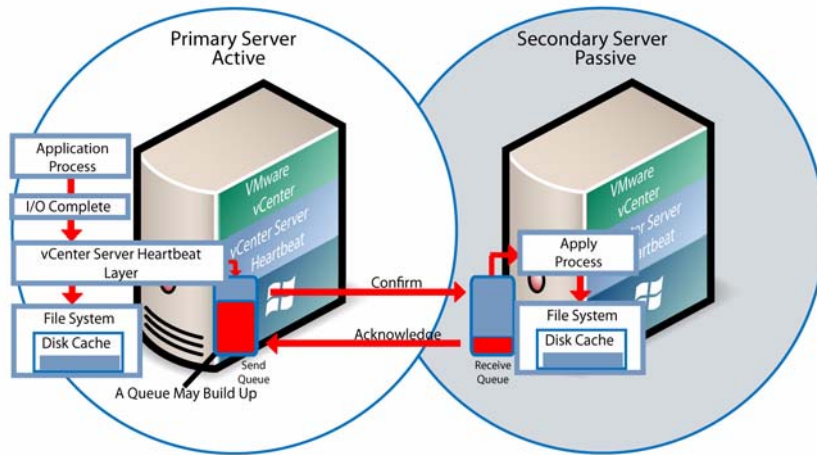 Primary Server
Active
Secondary Server
Passive
Application
Process
I/O Complete
vCenter Server Heartbeat
Layer
File System
Disk Cache
VMware
vCenter
vCenter Server
Heartbeat
Confirm
Acknowledge
Send
Queue
A Queue May Build Up
Receive
Queue
VMware
vCenter
Server
Heartbeat
Apply
Process
File System
Disk Cache